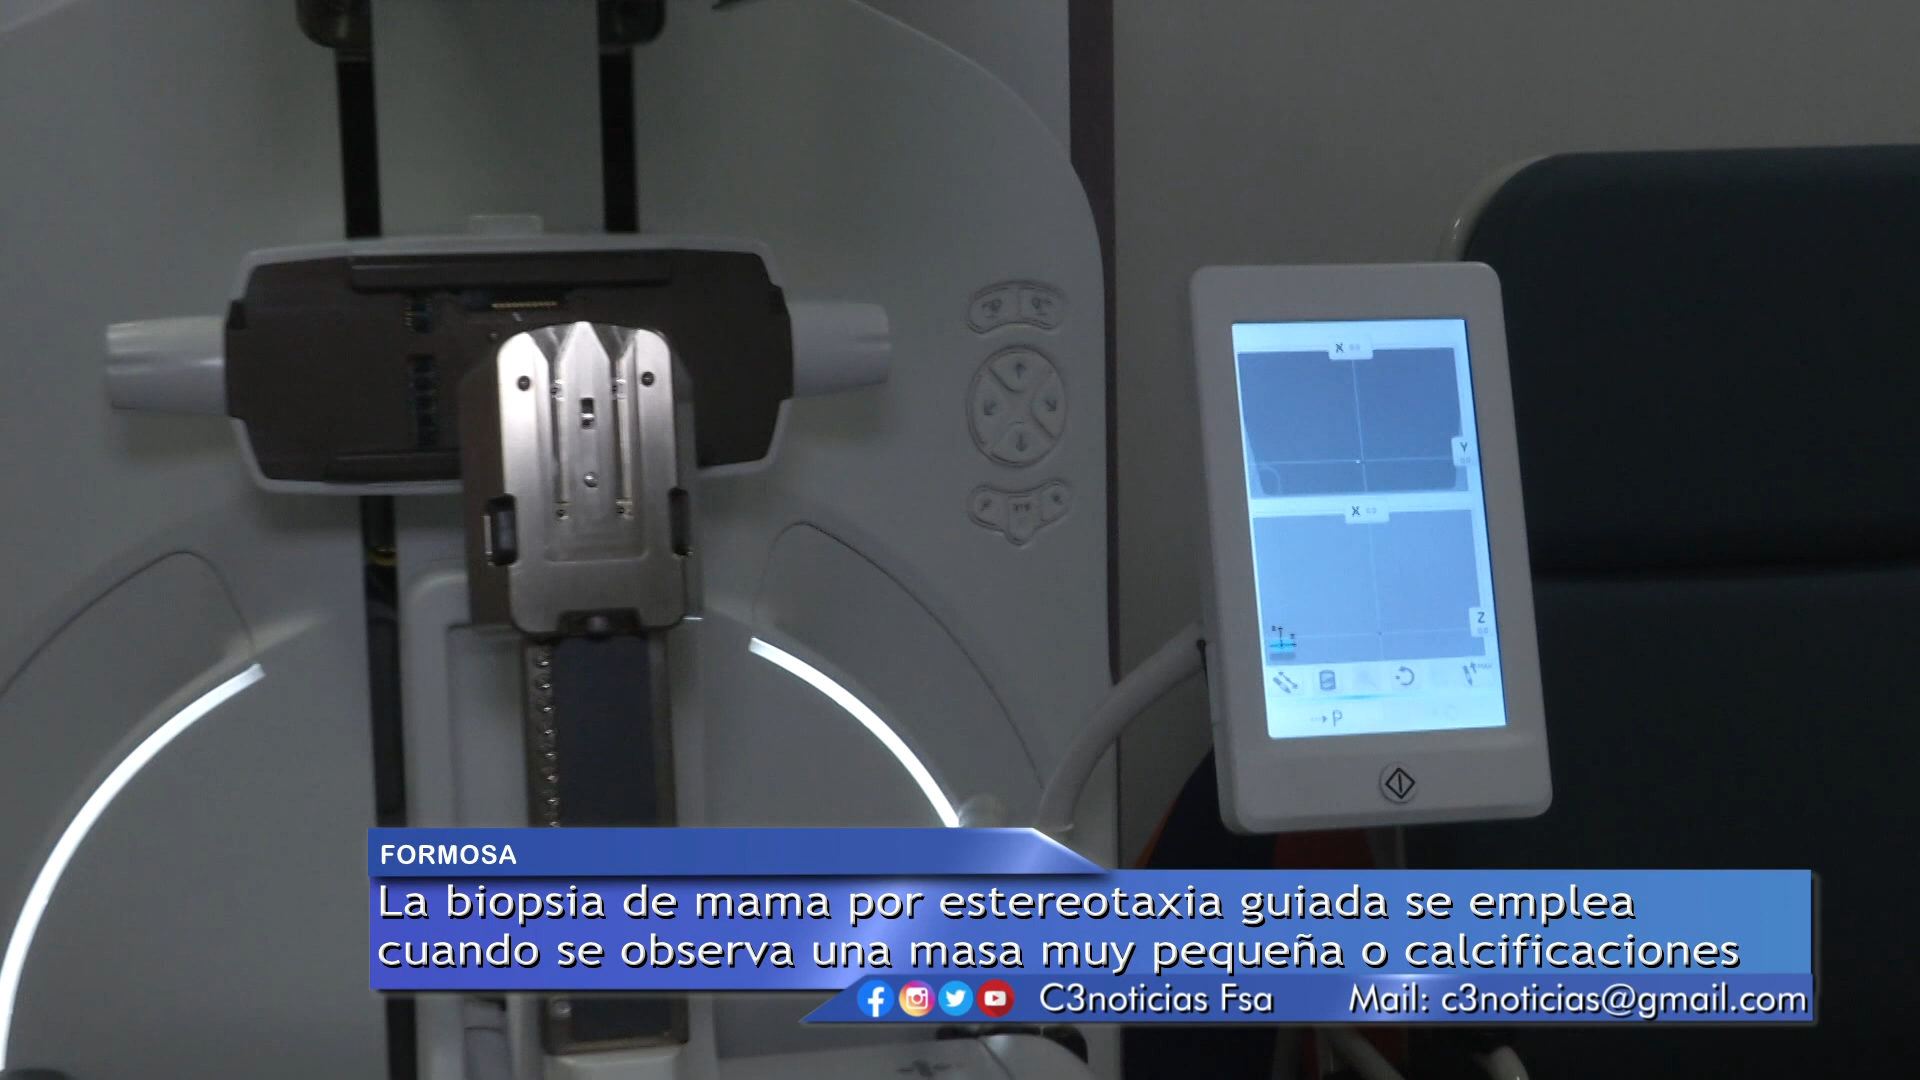 X
Y
X
Z
MAX
→P
FORMOSA
La biopsia de mama por estereotaxia guiada se emplea
cuando se observa una masa muy pequeña o calcificaciones
C3noticias Fsa Mail: c3noticias@gmail.com